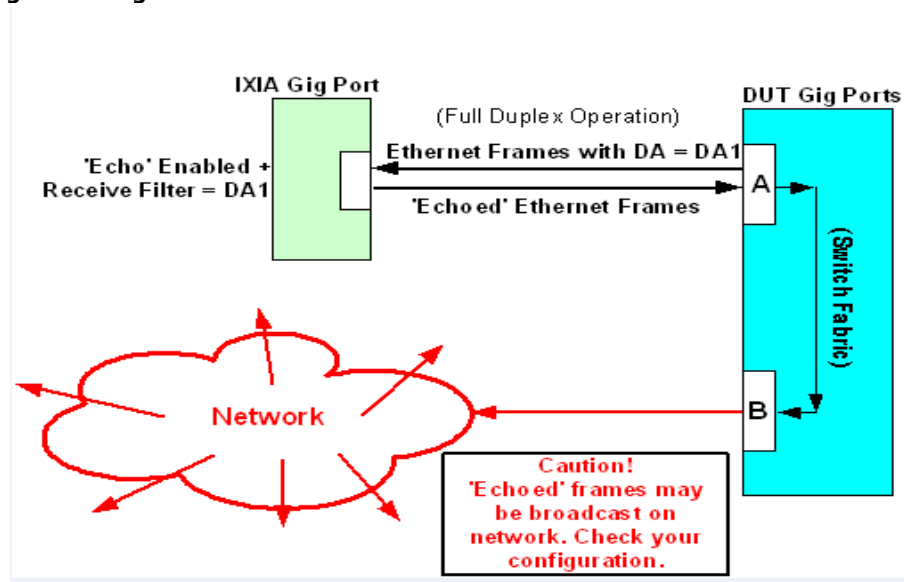 IXIA Gig Port
DUT Gig Ports
(Full Duplex Operation)
Ethernet Frames with DA = DA1
'Echo' Enabled +
Receive Filter = DA1
A
'Echoed' Ethernet Frames
(Switch Fabric)
Network
B
Caution!
'Echoed' frames may
be broadcast on
network. Check your
configuration.